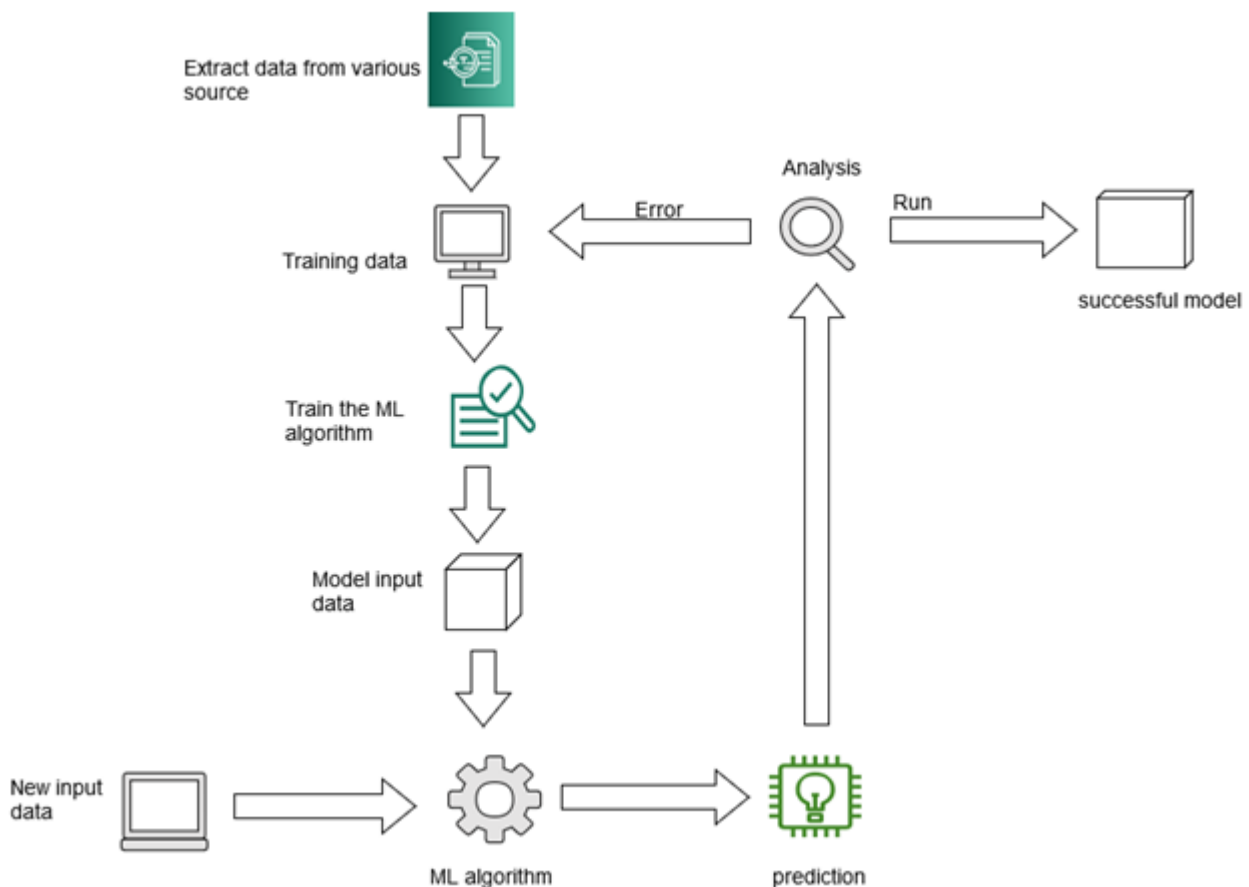 Extract data from various
source
Analysis
Error
Run
Training data
successful model
Train the ML
algorithm
Model input
data
New input
data
ML algorithm
prediction